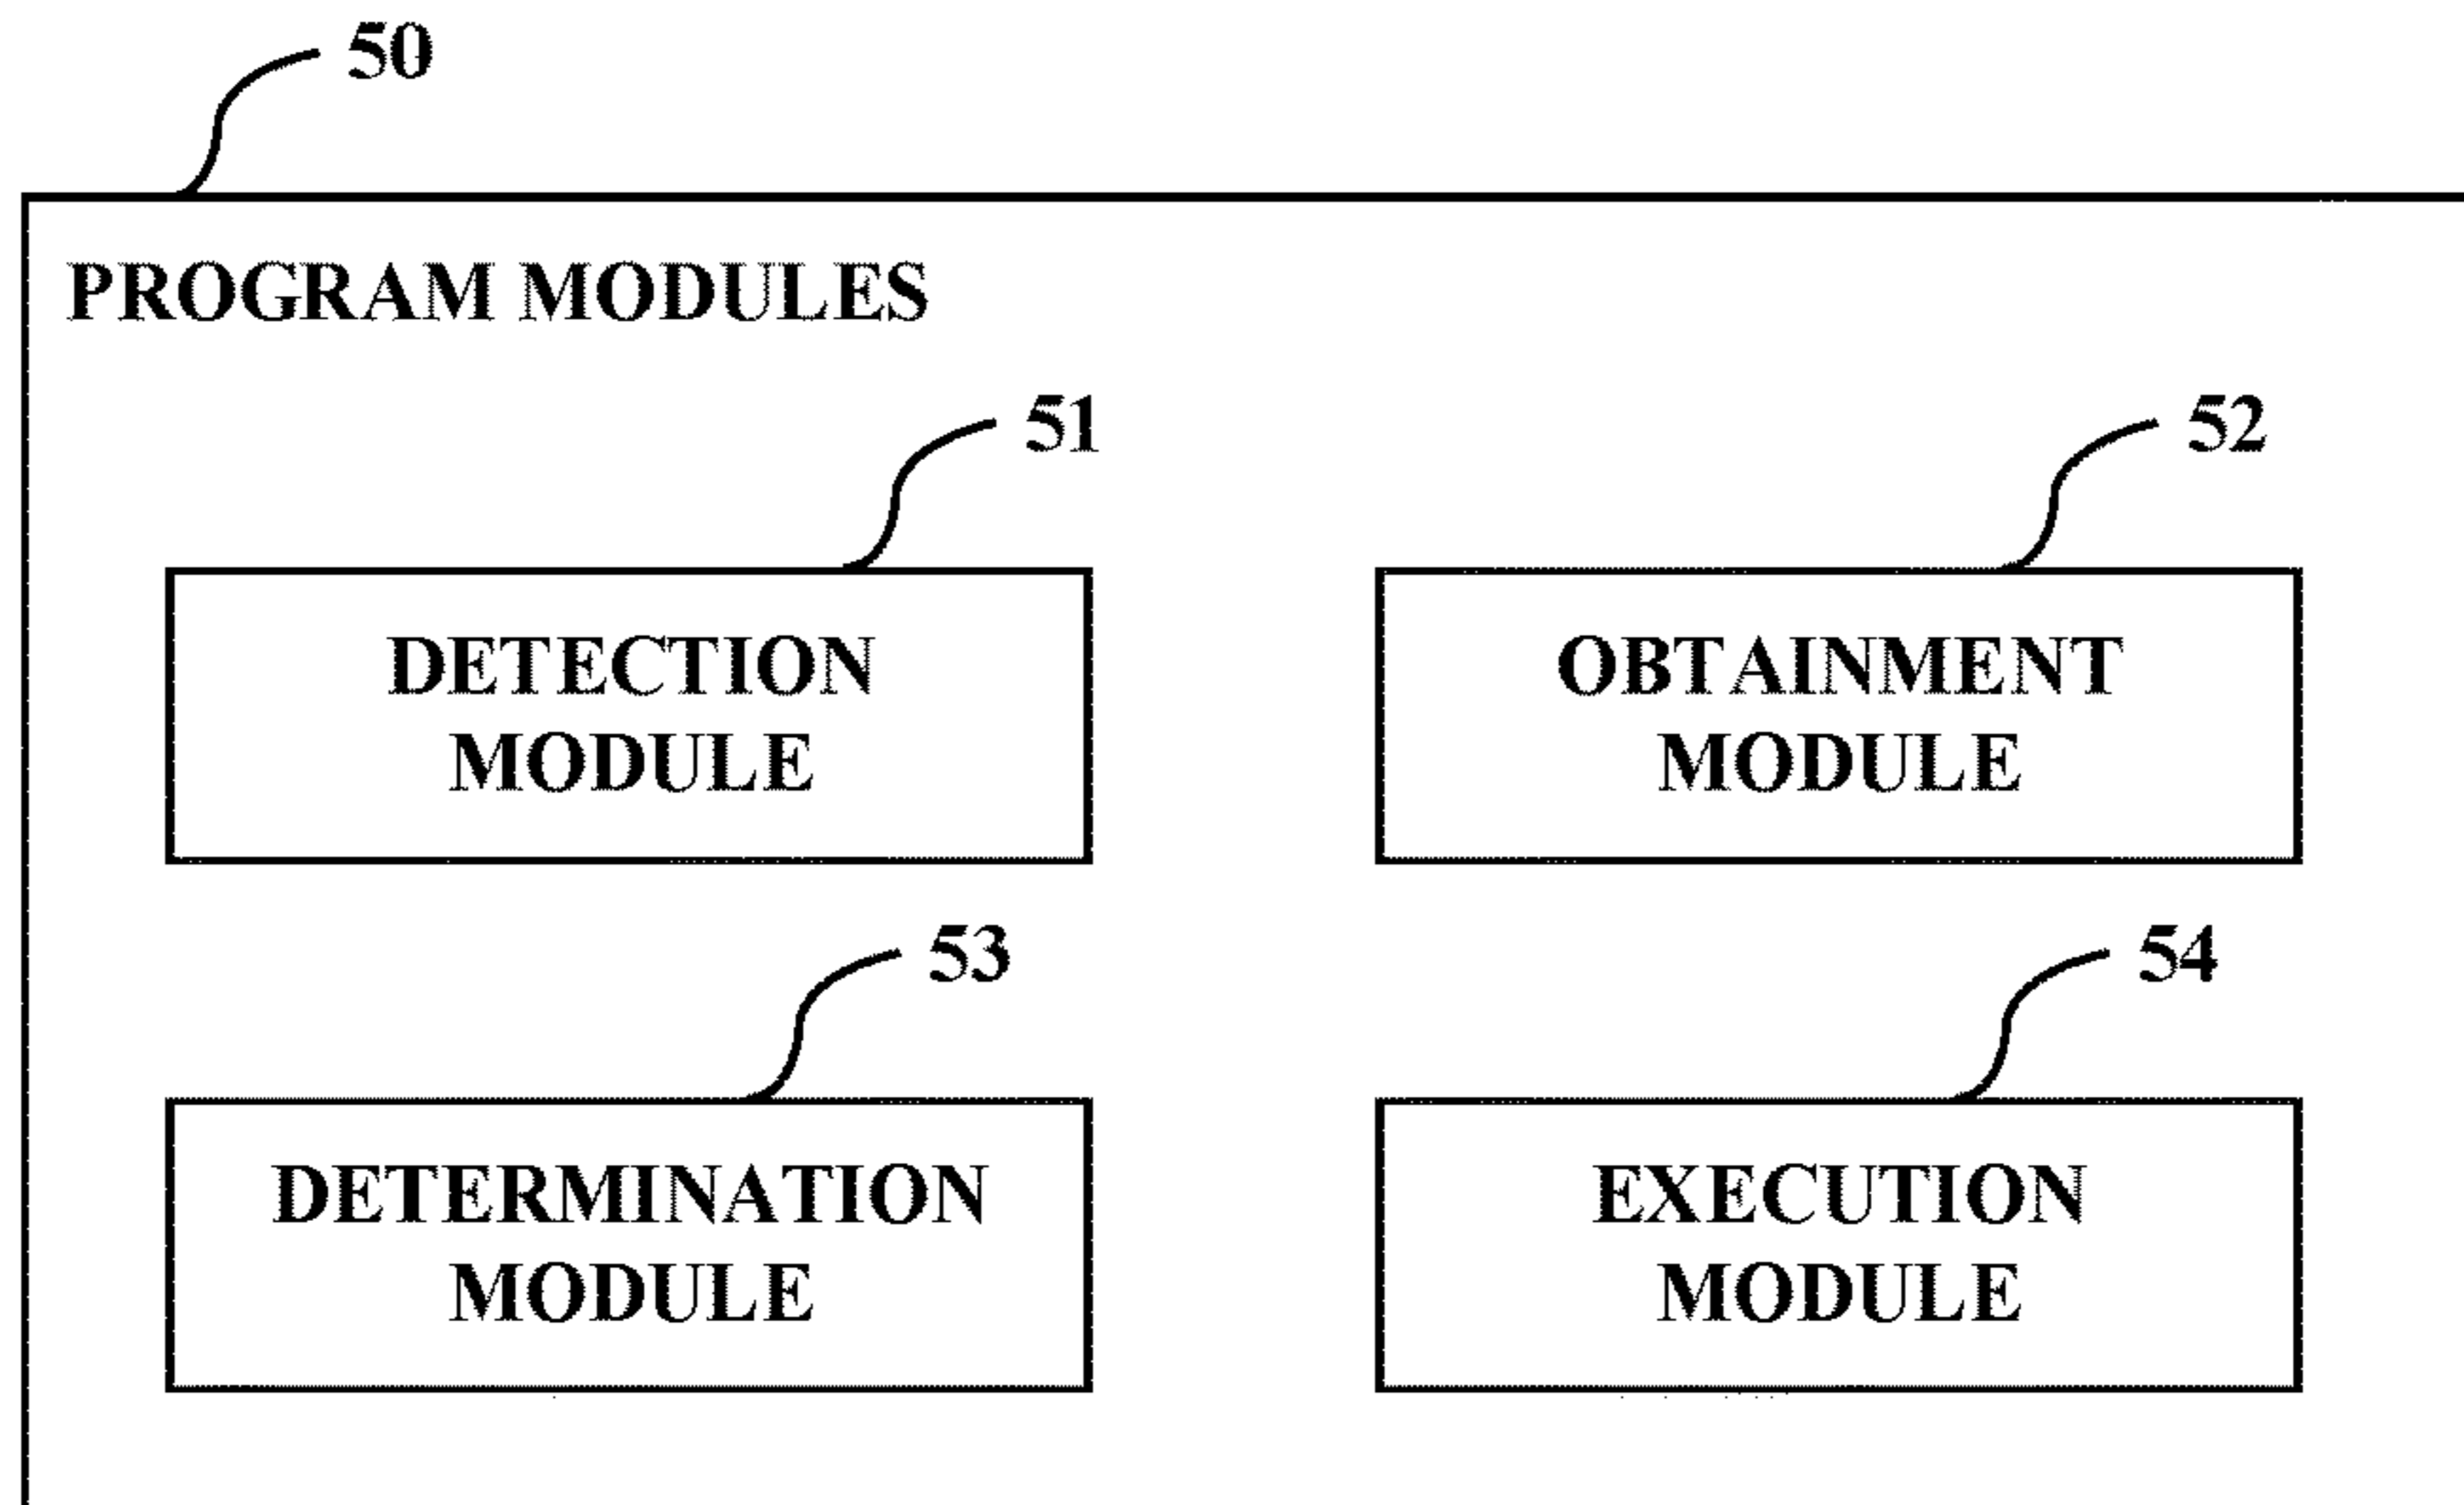 50
PROGRAM MODULES
51
52
DETECTION
MODULE
OBTAINMENT
MODULE
53
54
DETERMINATION
MODULE
EXECUTION
MODULE